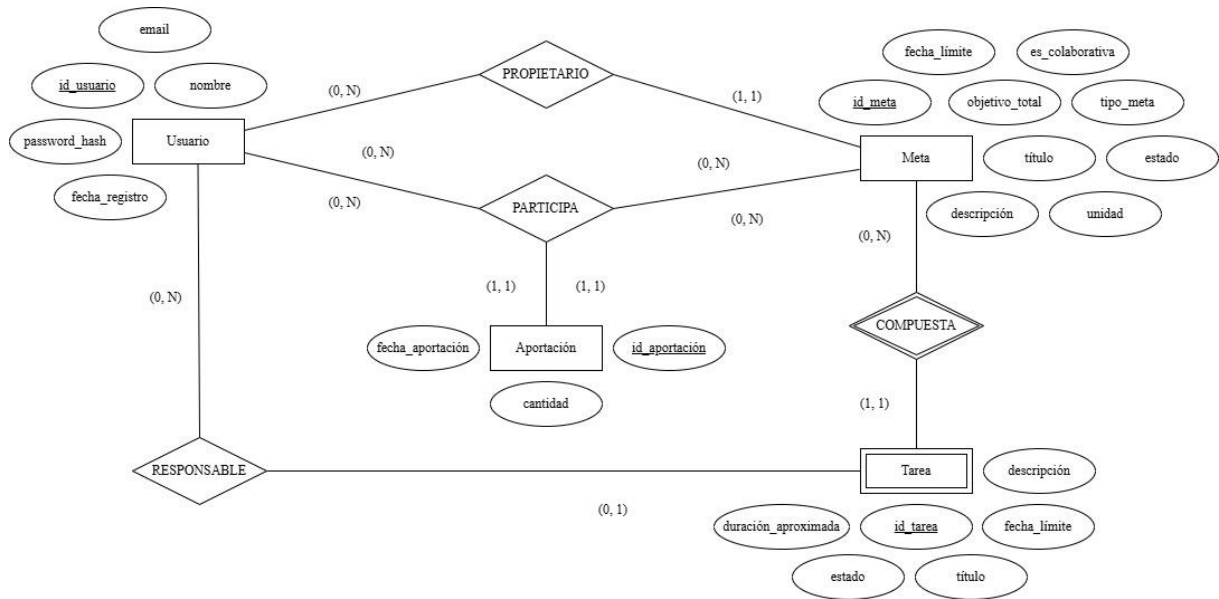 email
fecha_límite
es_colaborativa
PROPIETARIO
id_usuario
nombre
(0, N)
(1, 1)
id_meta
objetivo_total
tipo_meta
password_hash
Usuario
(0, N)
(0, N)
Meta
título
estado
fecha_registro
(0, N)
PARTICIPA
(0, N)
descripción
unidad
(0, N)
(1, 1)
(1, 1)
(0, N)
COMPUESTA
fecha_aportación
Aportación
id_aportación
cantidad
(1, 1)
RESPONSABLE
Tarea
descripción
(0, 1)
duración_aproximada
id_tarea
fecha_límite
estado
título